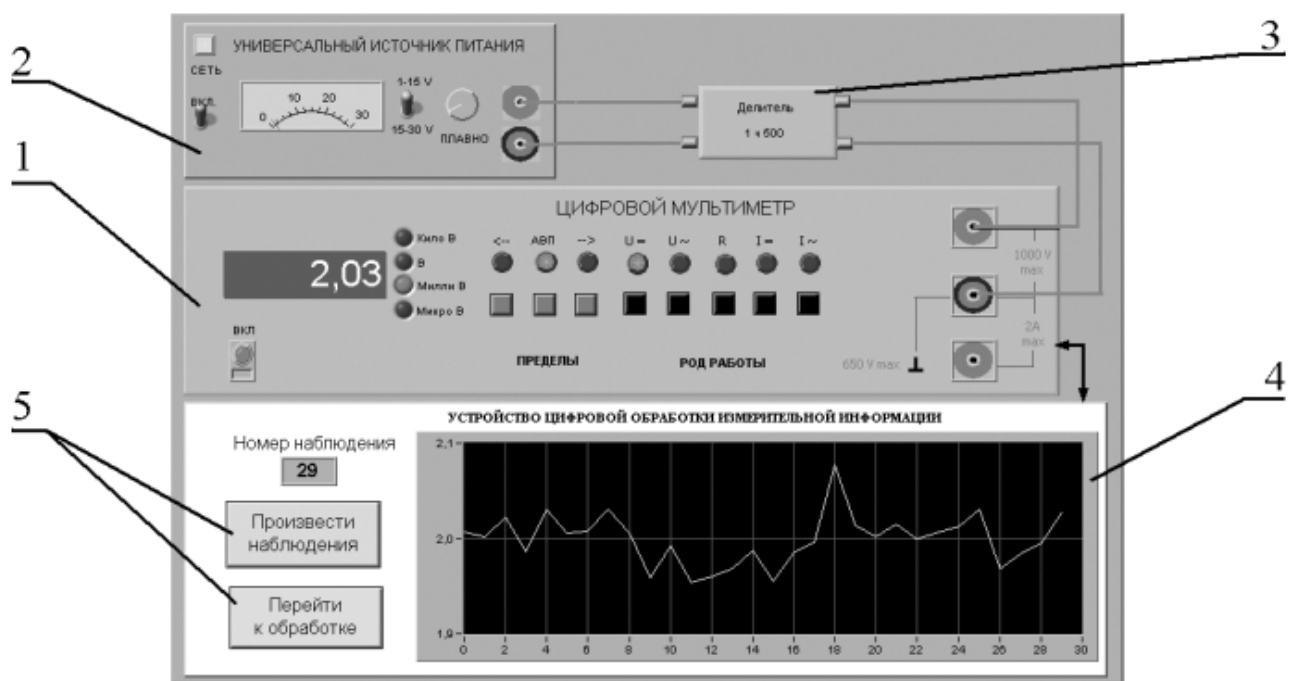 2
3
УНИВЕРСАЛЬНЫЙ ИСТОЧНИК ПИТАНИЯ
СЕТЬ
ВКЛ.
0 10 20 30
1-15 V
15-30 V
ПЛАВНО
Делитель
1 ч 500
1
ЦИФРОВОЙ МУЛЬТИМЕТР
2,03
Кило В
В
Милли В
Микро В
<-- АВП --> U = U ~ R I = I ~
ВКЛ
ПРЕДЕЛЫ
РОД РАБОТЫ
1000 V
max
2А
max
650 V max
4
5
УСТРОЙСТВО ЦИФРОВОЙ ОБРАБОТКИ ИЗМЕРИТЕЛЬНОЙ ИНФОРМАЦИИ
Номер наблюдения
29
Произвести
наблюдения
Перейти
к обработке
2,1
2,0
1,9
0 2 4 6 8 10 12 14 16 18 20 22 24 26 28 30